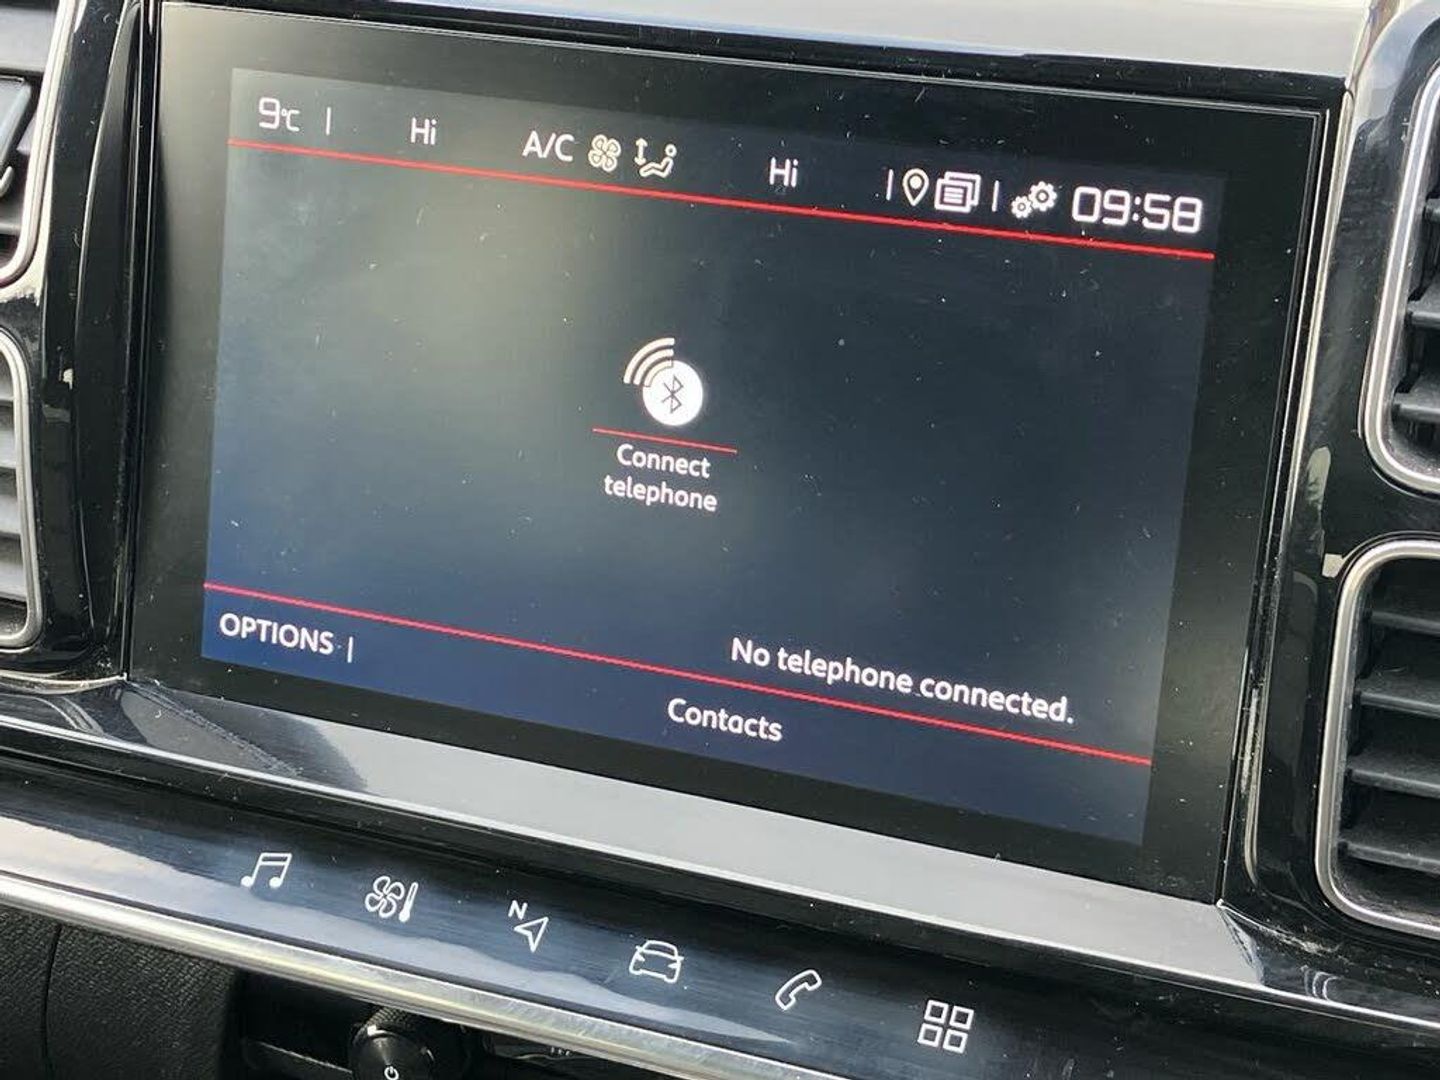 9°C | Hi A/C Hi | | 09:58
Connect
telephone
No telephone connected.
OPTIONS |
Contacts
N